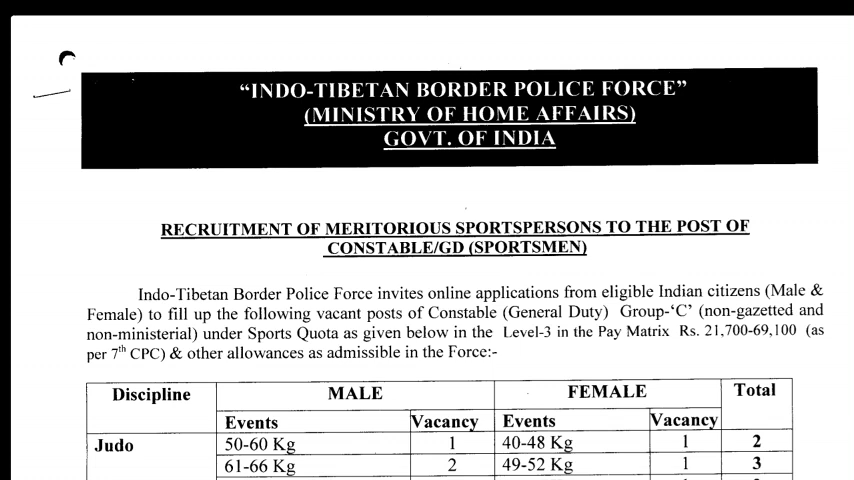 “INDO-TIBETAN BORDER POLICE FORCE”
(MINISTRY OF HOME AFFAIRS)
GOVT. OF INDIA
RECRUITMENT OF MERITORIOUS SPORTSPERSONS TO THE POST OF
CONSTABLE/GD (SPORTSMEN)
Indo-Tibetan Border Police Force invites online applications from eligible Indian citizens (Male &
Female) to fill up the following vacant posts of Constable (General Duty) Group-‘C’ (non-gazetted and
non-ministerial) under Sports Quota as given below in the Level-3 in the Pay Matrix Rs. 21,700-69,100 (as
per 7th CPC) & other allowances as admissible in the Force:-
Discipline MALE FEMALE Total
Events Vacancy Events Vacancy
Judo 50-60 Kg 1 40-48 Kg 1 2
61-66 Kg 2 49-52 Kg 1 3